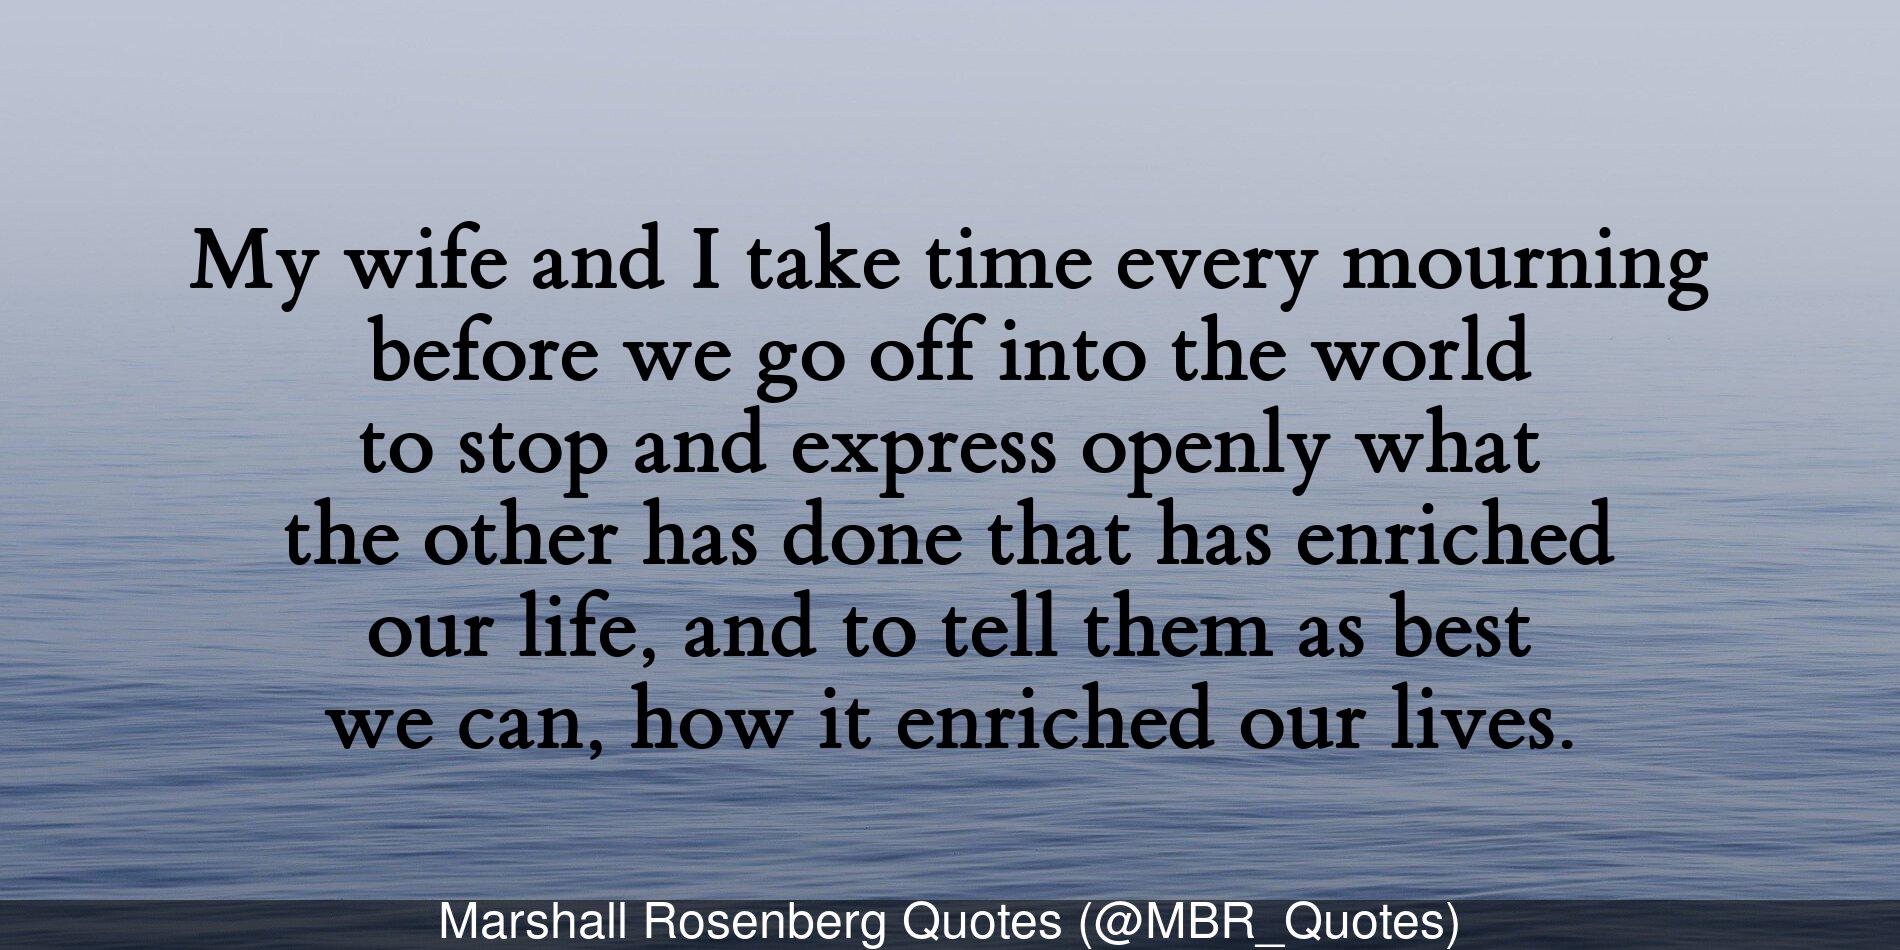 My wife and I take time every mourning
before we go off into the world
to stop and express openly what
the other has done that has enriched
our life, and to tell them as best
we can, how it enriched our lives.
Marshall Rosenberg Quotes (@MBR_Quotes)